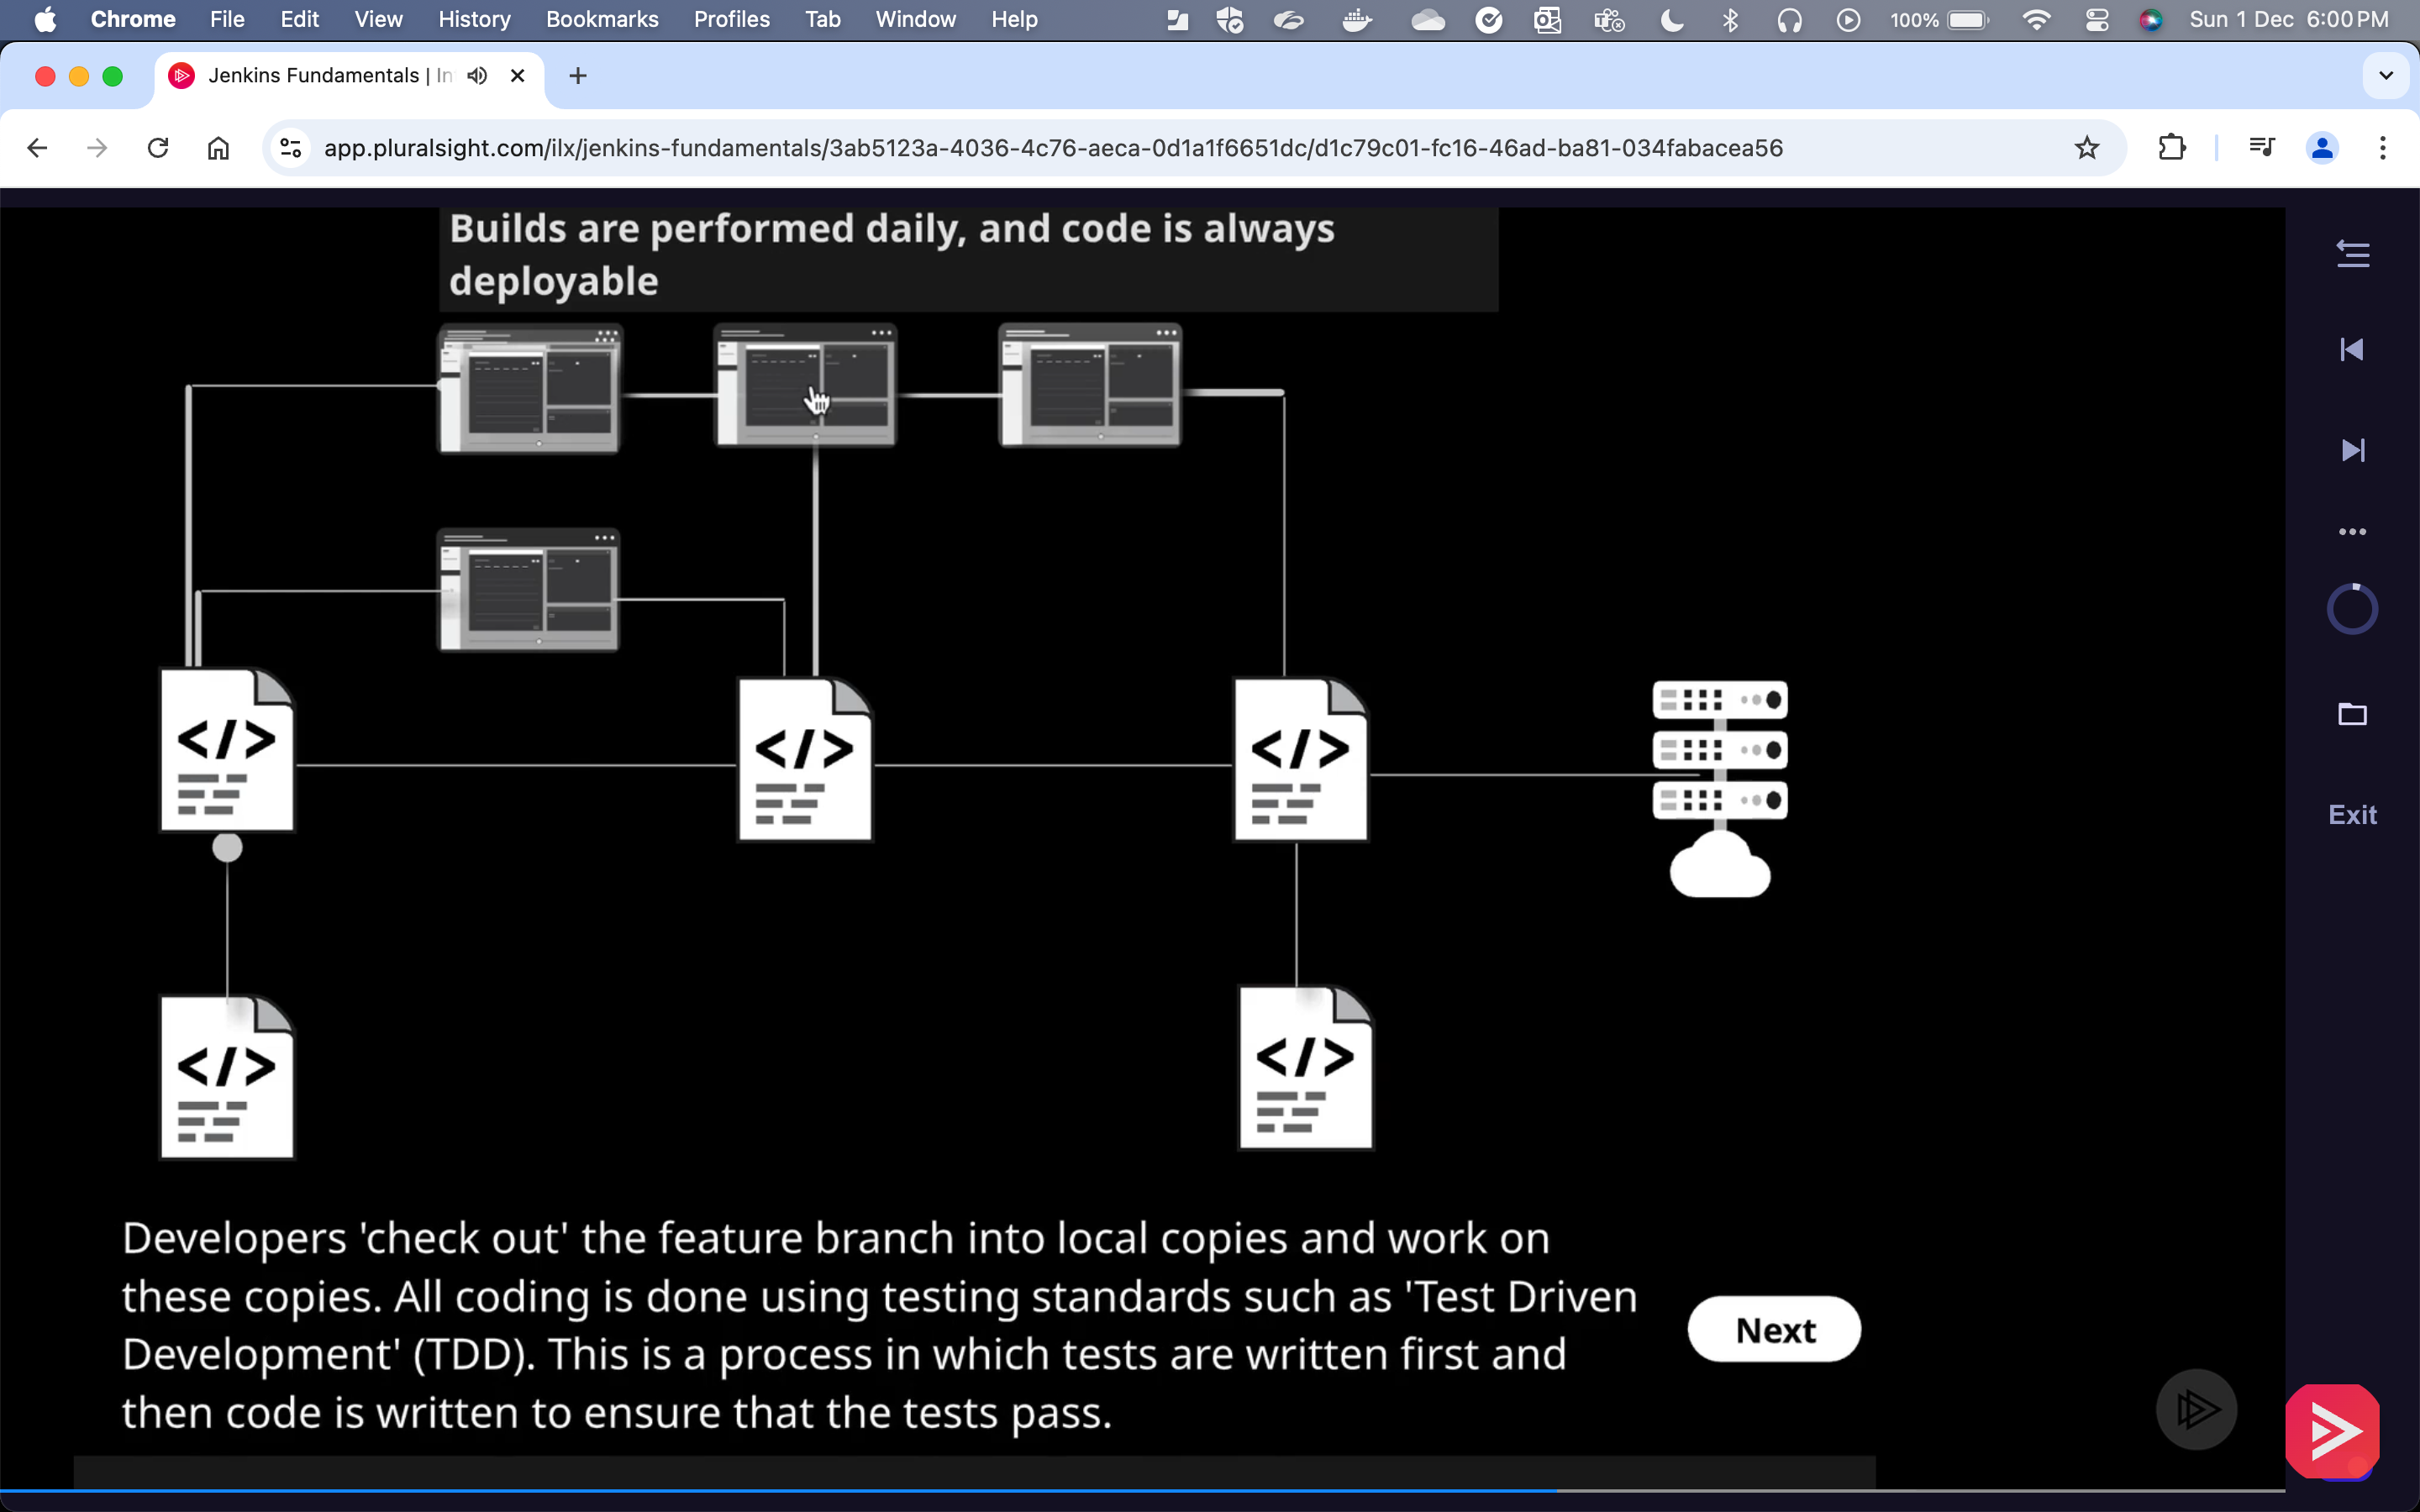 Chrome File Edit View History Bookmarks Profiles Tab Window Help 100% Sun 1 Dec 6:00 PM
Jenkins Fundamentals | In
app.pluralsight.com/ilx/jenkins-fundamentals/3ab5123a-4036-4c76-aeca-0d1a1f6651dc/d1c79c01-fc16-46ad-ba81-034fabacea56
Builds are performed daily, and code is always
deployable
</>
</>
</>
Exit
</>
</>
Developers 'check out' the feature branch into local copies and work on
these copies. All coding is done using testing standards such as 'Test Driven
Development' (TDD). This is a process in which tests are written first and
then code is written to ensure that the tests pass.
Next